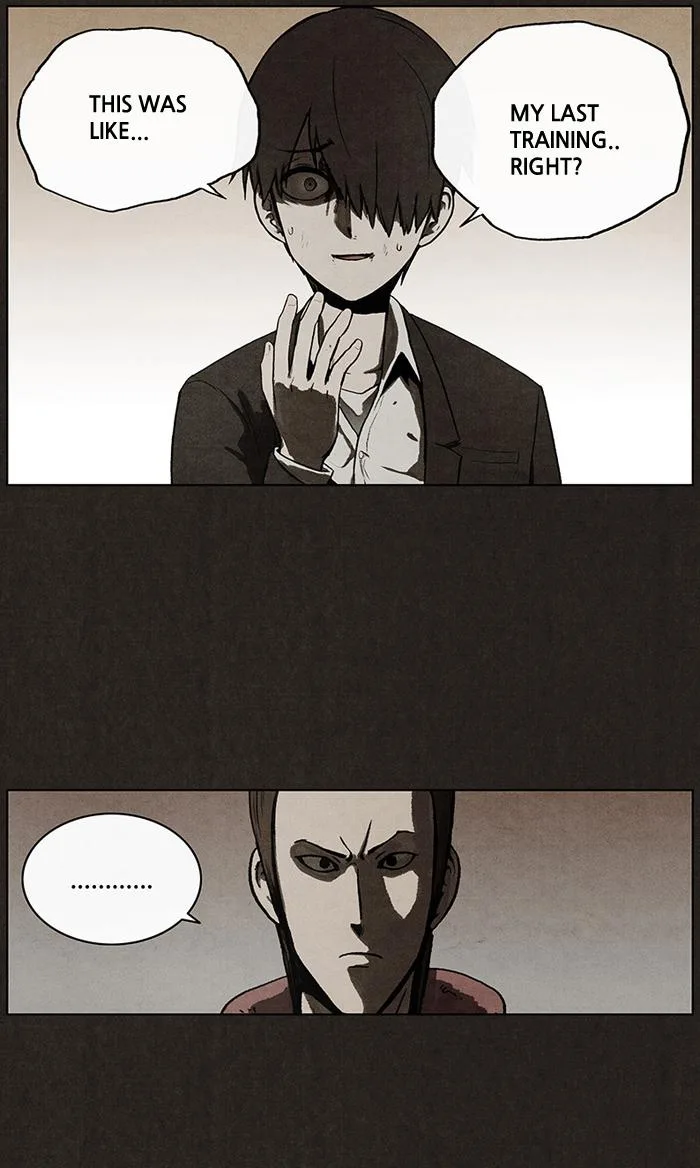 THIS WAS
LIKE...
MY LAST
TRAINING..
RIGHT?
............